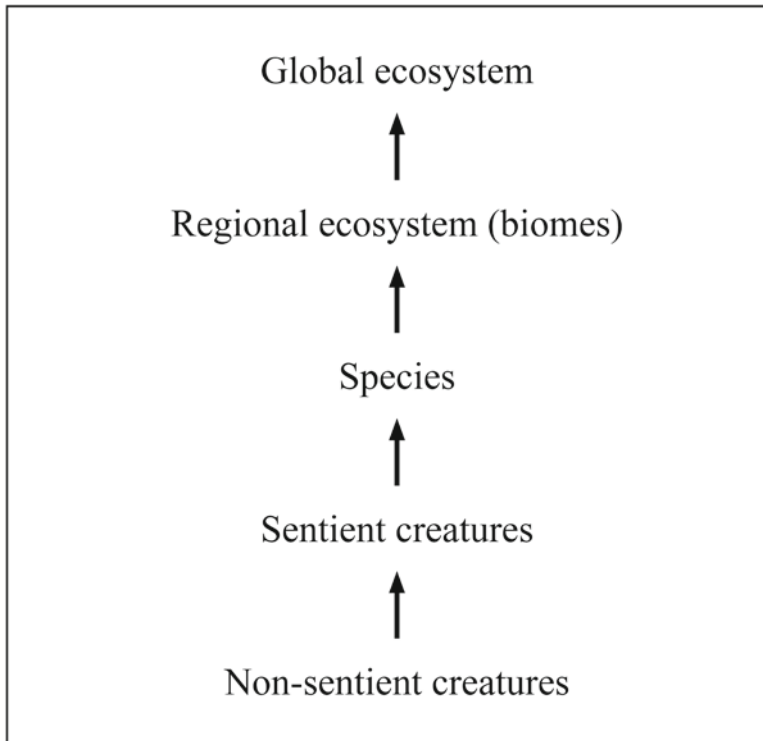 Global ecosystem
Regional ecosystem (biomes)
Species
Sentient creatures
Non-sentient creatures